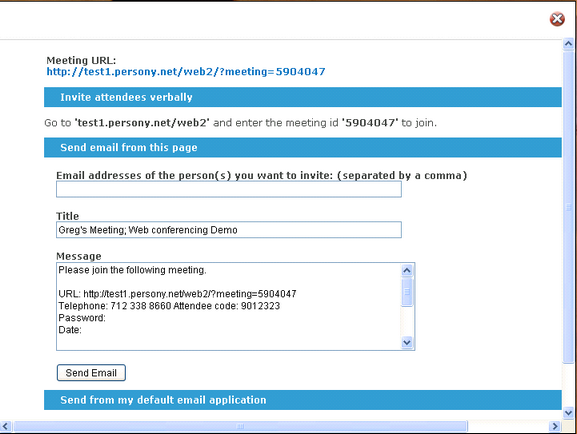 Meeting URL:
http://test1.persony.net/web2/?meeting=5904047
Invite attendees verbally
Go to 'test1.persony.net/web2' and enter the meeting id '5904047' to join.
Send email from this page
Email addresses of the person(s) you want to invite: (separated by a comma)
Title
Greg's Meeting; Web conferencing Demo
Message
Please join the following meeting.
URL: http://test1.persony.net/web2/?meeting=5904047
Telephone: 712 338 8660 Attendee code: 9012323
Password:
Date:
Send Email
Send from my default email application